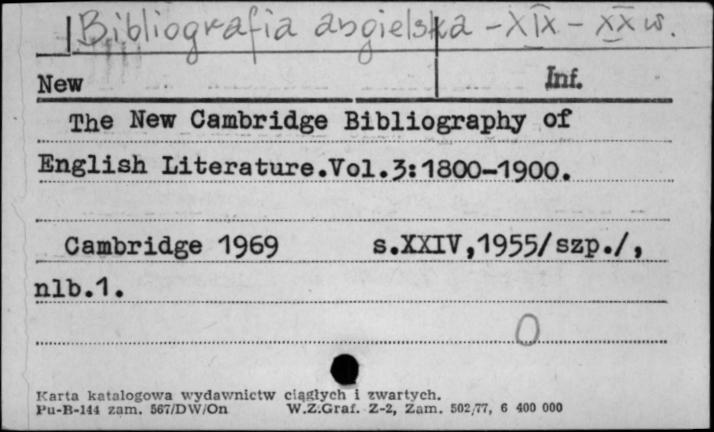 Bibliografia angielska - XIX - XX w.
New Inf.
The New Cambridge Bibliography of
English Literature.Vol.3:1800-1900.
Cambridge 1969 s.XXIV,1955/szp./,
nlb.1.
O
Karta katalogowa wydawnictw ciągłych i zwartych.
Pu-B-144 zam. 567/DW/On W.Z.Graf. Z-2, Zam. 502/77, 6 400 000